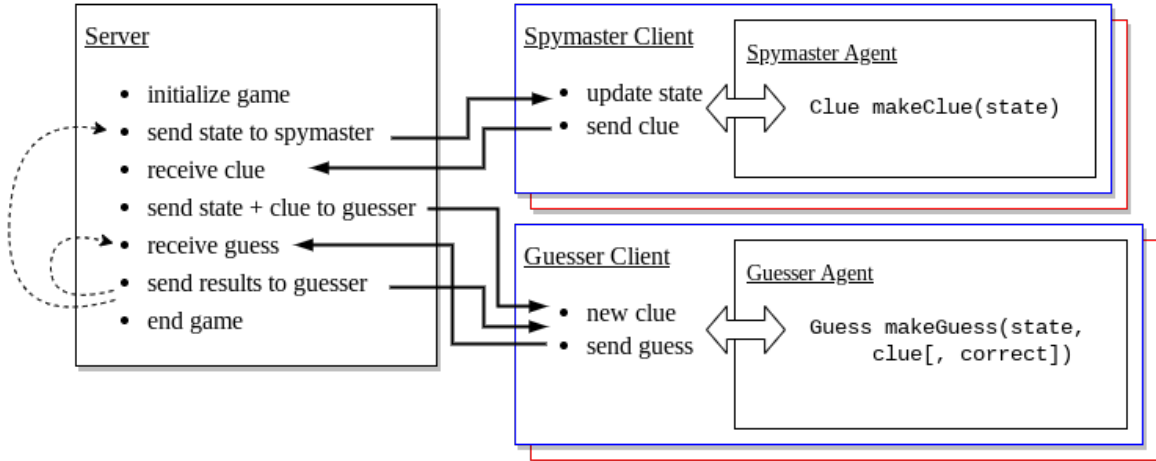 Server
• initialize game
• send state to spymaster
• receive clue
• send state + clue to guesser
• receive guess
• send results to guesser
• end game
Spymaster Client
• update state
• send clue
Spymaster Agent
Clue makeClue(state)
Guesser Client
• new clue
• send guess
Guesser Agent
Guess makeGuess(state,
clue[, correct])